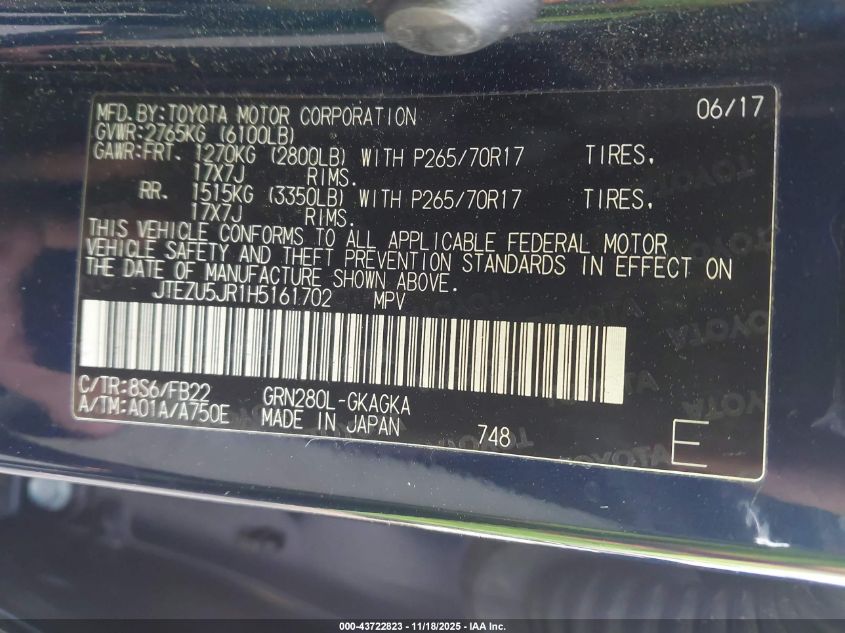 MFD. BY: TOYOTA MOTOR CORPORATION 06/17
GVWR: 2765KG (6100LB)
GAWR: FRT. 1270KG (2800LB) WITH P265/70R17 TIRES,
17X7J RIMS.
RR. 1515KG (3350LB) WITH P265/70R17 TIRES,
17X7J RIMS.
THIS VEHICLE CONFORMS TO ALL APPLICABLE FEDERAL MOTOR
VEHICLE SAFETY AND THEFT PREVENTION STANDARDS IN EFFECT ON
THE DATE OF MANUFACTURE SHOWN ABOVE.
JTEZU5JR1H5161702 MPV
C/TR: 8S6/FB22 GRN280L-GKAGKA
A/TM: A01A/A750E MADE IN JAPAN 748 E
TOYOTA
000-43722823 - 11/18/2025 - IAA Inc.